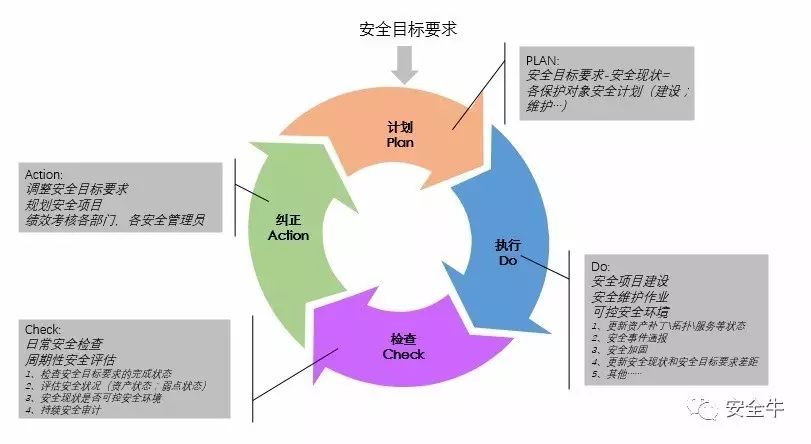 安全目标要求
PLAN:
安全目标要求-安全现状=
各保护对象安全计划（建设；
维护…）
计划
Plan
Action:
调整安全目标要求
规划安全项目
绩效考核各部门、各安全管理员
纠正
Action
执行
Do
Do:
安全项目建设
安全维护作业
可控安全环境
1、更新资产补丁\拓扑\服务等状态
2、安全事件通报
3、安全加固
4、更新安全现状和安全目标要求差距
5、其他……
检查
Check
Check:
日常安全检查
周期性安全评估
1、检查安全目标要求的完成状态
2、评估安全状况（资产状态；弱点状态）
3、安全现状是否可控安全环境
4、持续安全审计
安全牛